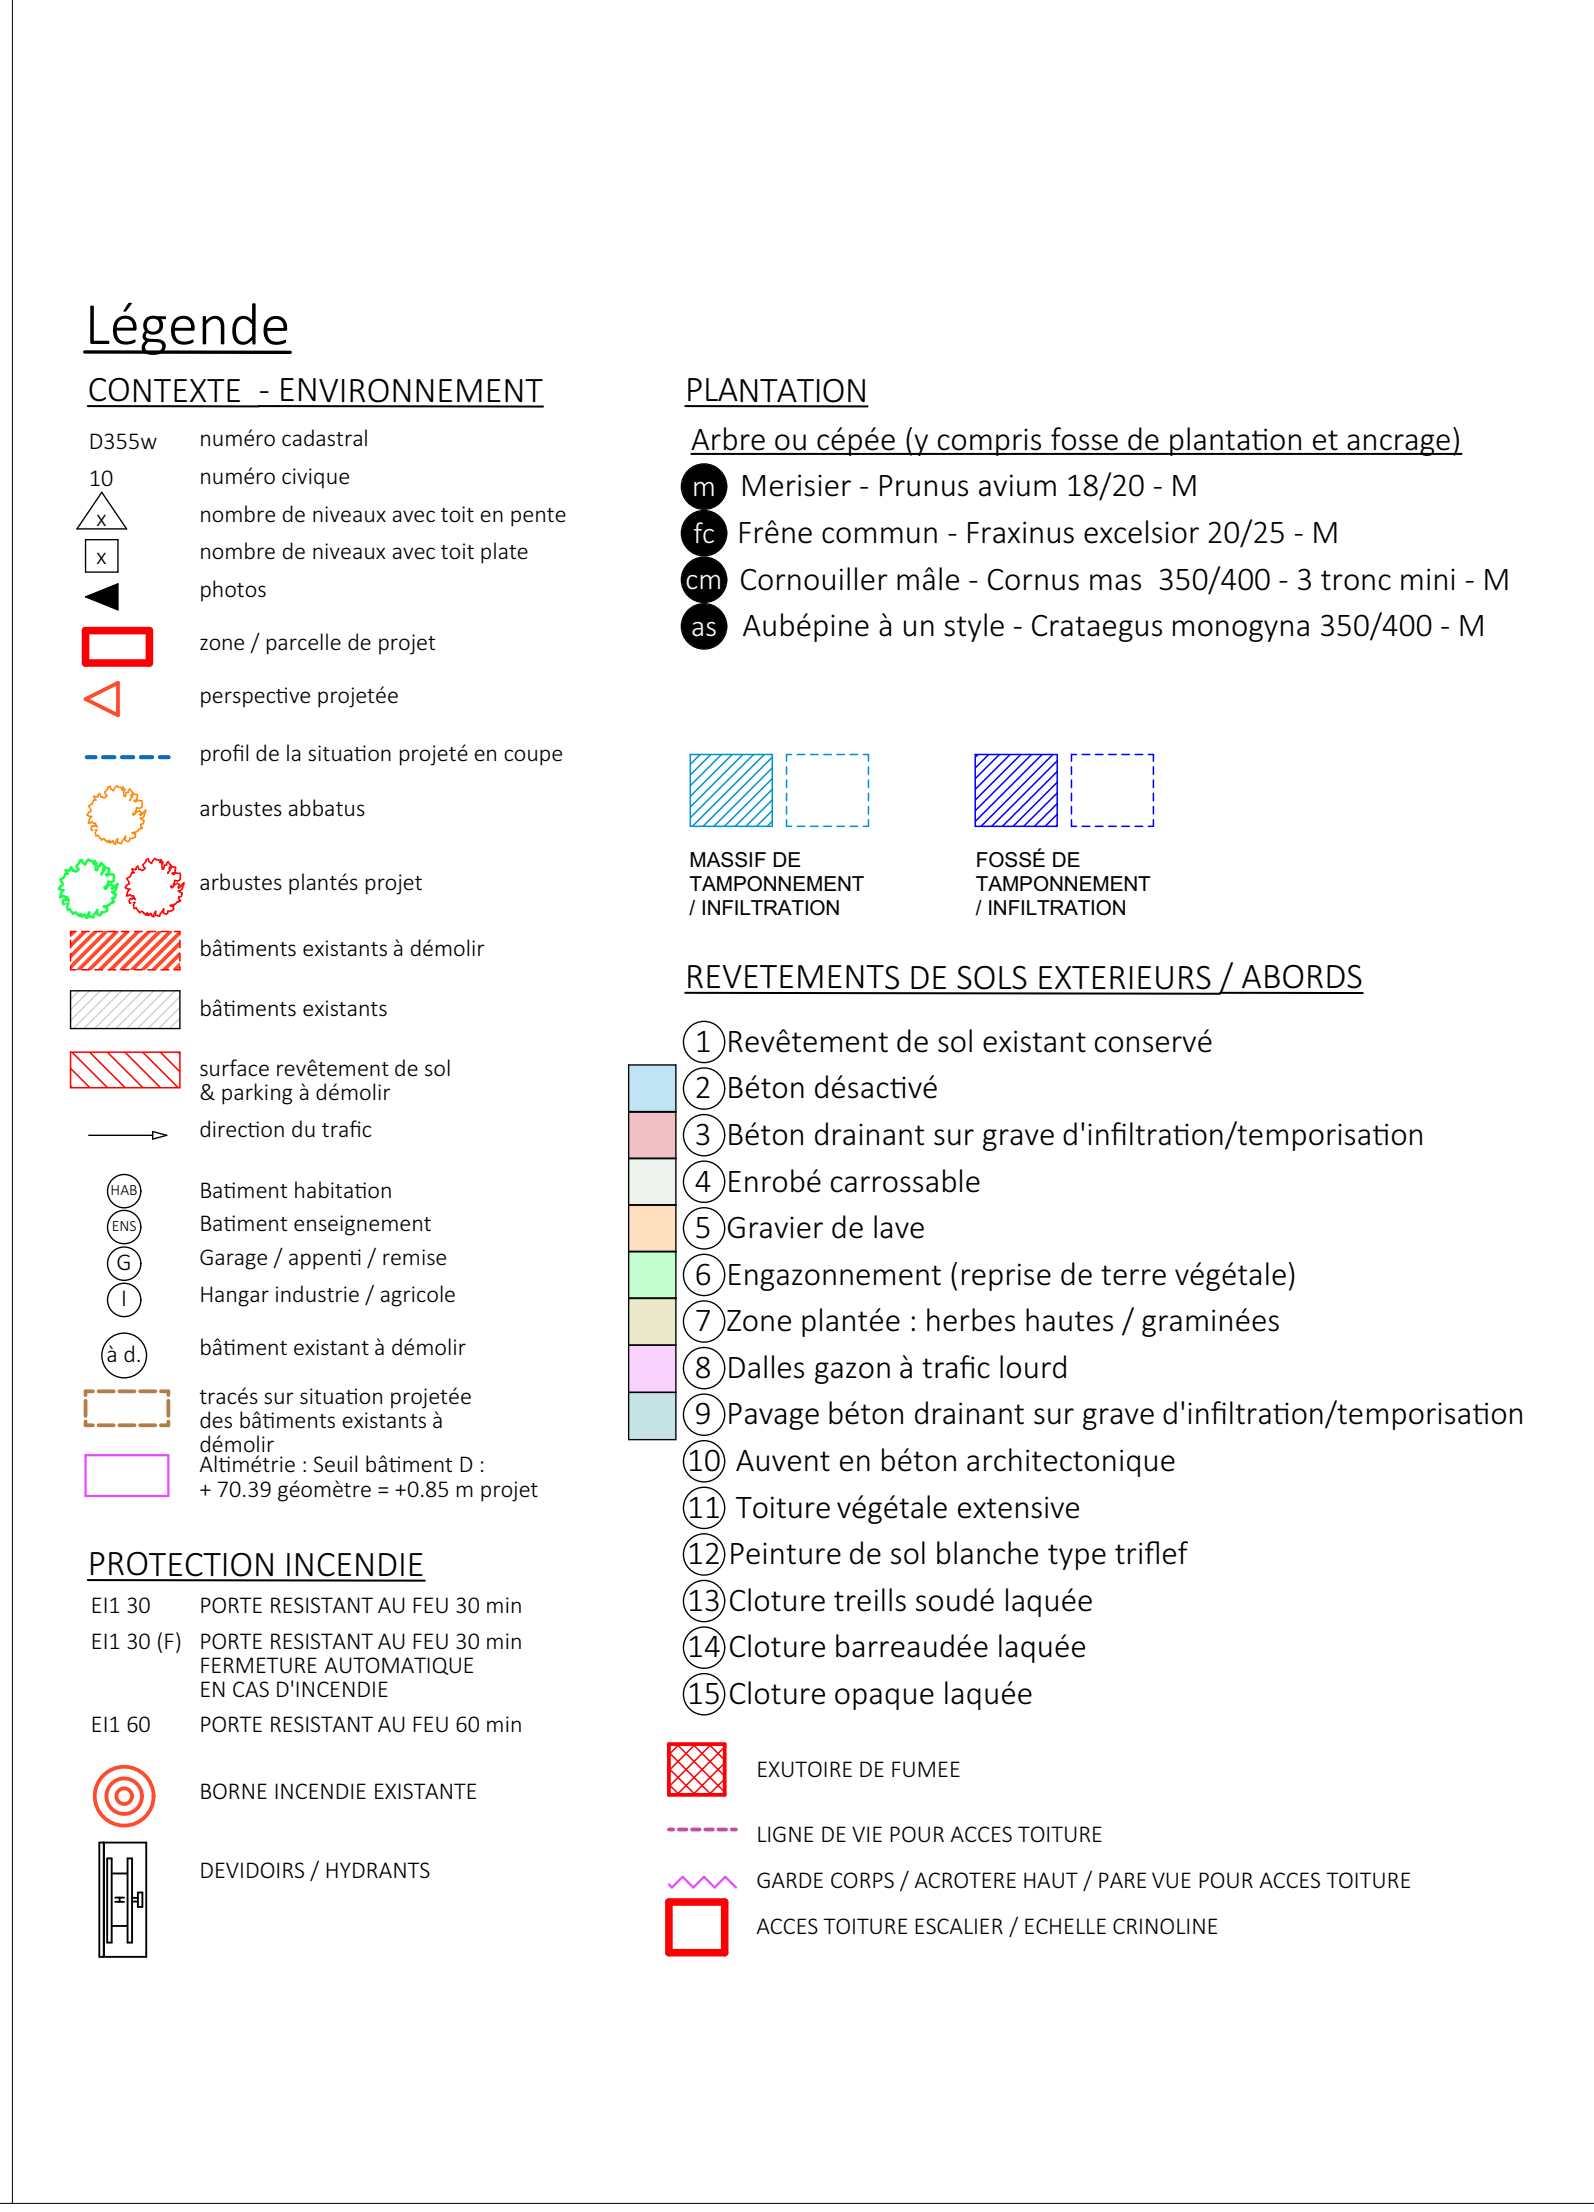 Légende
CONTEXTE - ENVIRONNEMENT
D355w numéro cadastral
10 numéro civique
x nombre de niveaux avec toit en pente
x nombre de niveaux avec toit plate
photos
zone / parcelle de projet
perspective projetée
profil de la situation projeté en coupe
arbustes abbatus
arbustes plantés projet
bâtiments existants à démolir
bâtiments existants
surface revêtement de sol
& parking à démolir
direction du trafic
HAB Batiment habitation
ENS Batiment enseignement
G Garage / appenti / remise
I Hangar industrie / agricole
à d. bâtiment existant à démolir
tracés sur situation projetée
des bâtiments existants à
démolir
Altimétrie : Seuil bâtiment D :
+ 70.39 géomètre = +0.85 m projet
PROTECTION INCENDIE
EI1 30 PORTE RESISTANT AU FEU 30 min
EI1 30 (F) PORTE RESISTANT AU FEU 30 min
FERMETURE AUTOMATIQUE
EN CAS D'INCENDIE
EI1 60 PORTE RESISTANT AU FEU 60 min
BORNE INCENDIE EXISTANTE
DEVIDOIRS / HYDRANTS
PLANTATION
Arbre ou cépée (y compris fosse de plantation et ancrage)
m Merisier - Prunus avium 18/20 - M
fc Frêne commun - Fraxinus excelsior 20/25 - M
cm Cornouiller mâle - Cornus mas 350/400 - 3 tronc mini - M
as Aubépine à un style - Crataegus monogyna 350/400 - M
MASSIF DE
TAMPONNEMENT
/ INFILTRATION
FOSSÉ DE
TAMPONNEMENT
/ INFILTRATION
REVETEMENTS DE SOLS EXTERIEURS / ABORDS
1 Revêtement de sol existant conservé
2 Béton désactivé
3 Béton drainant sur grave d'infiltration/temporisation
4 Enrobé carrossable
5 Gravier de lave
6 Engazonnement (reprise de terre végétale)
7 Zone plantée : herbes hautes / graminées
8 Dalles gazon à trafic lourd
9 Pavage béton drainant sur grave d'infiltration/temporisation
10 Auvent en béton architectonique
11 Toiture végétale extensive
12 Peinture de sol blanche type triflef
13 Cloture treills soudé laquée
14 Cloture barreaudée laquée
15 Cloture opaque laquée
EXUTOIRE DE FUMEE
LIGNE DE VIE POUR ACCES TOITURE
GARDE CORPS / ACROTERE HAUT / PARE VUE POUR ACCES TOITURE
ACCES TOITURE ESCALIER / ECHELLE CRINOLINE